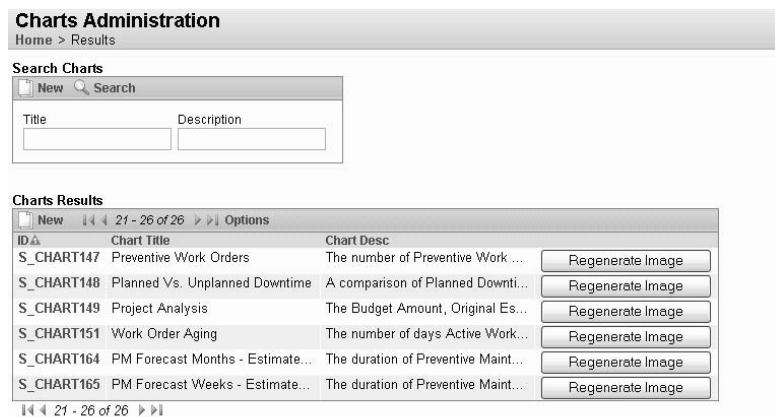 Charts Administration
Home > Results
Search Charts
New Search
Title Description
Charts Results
New 21 - 26 of 26 Options
ID Chart Title Chart Desc
S_CHART147 Preventive Work Orders The number of Preventive Work ... Regenerate Image
S_CHART148 Planned Vs. Unplanned Downtime A comparison of Planned Downti... Regenerate Image
S_CHART149 Project Analysis The Budget Amount, Original Es... Regenerate Image
S_CHART151 Work Order Aging The number of days Active Work... Regenerate Image
S_CHART164 PM Forecast Months - Estimate... The duration of Preventive Maint... Regenerate Image
S_CHART165 PM Forecast Weeks - Estimate... The duration of Preventive Maint... Regenerate Image
21 - 26 of 26